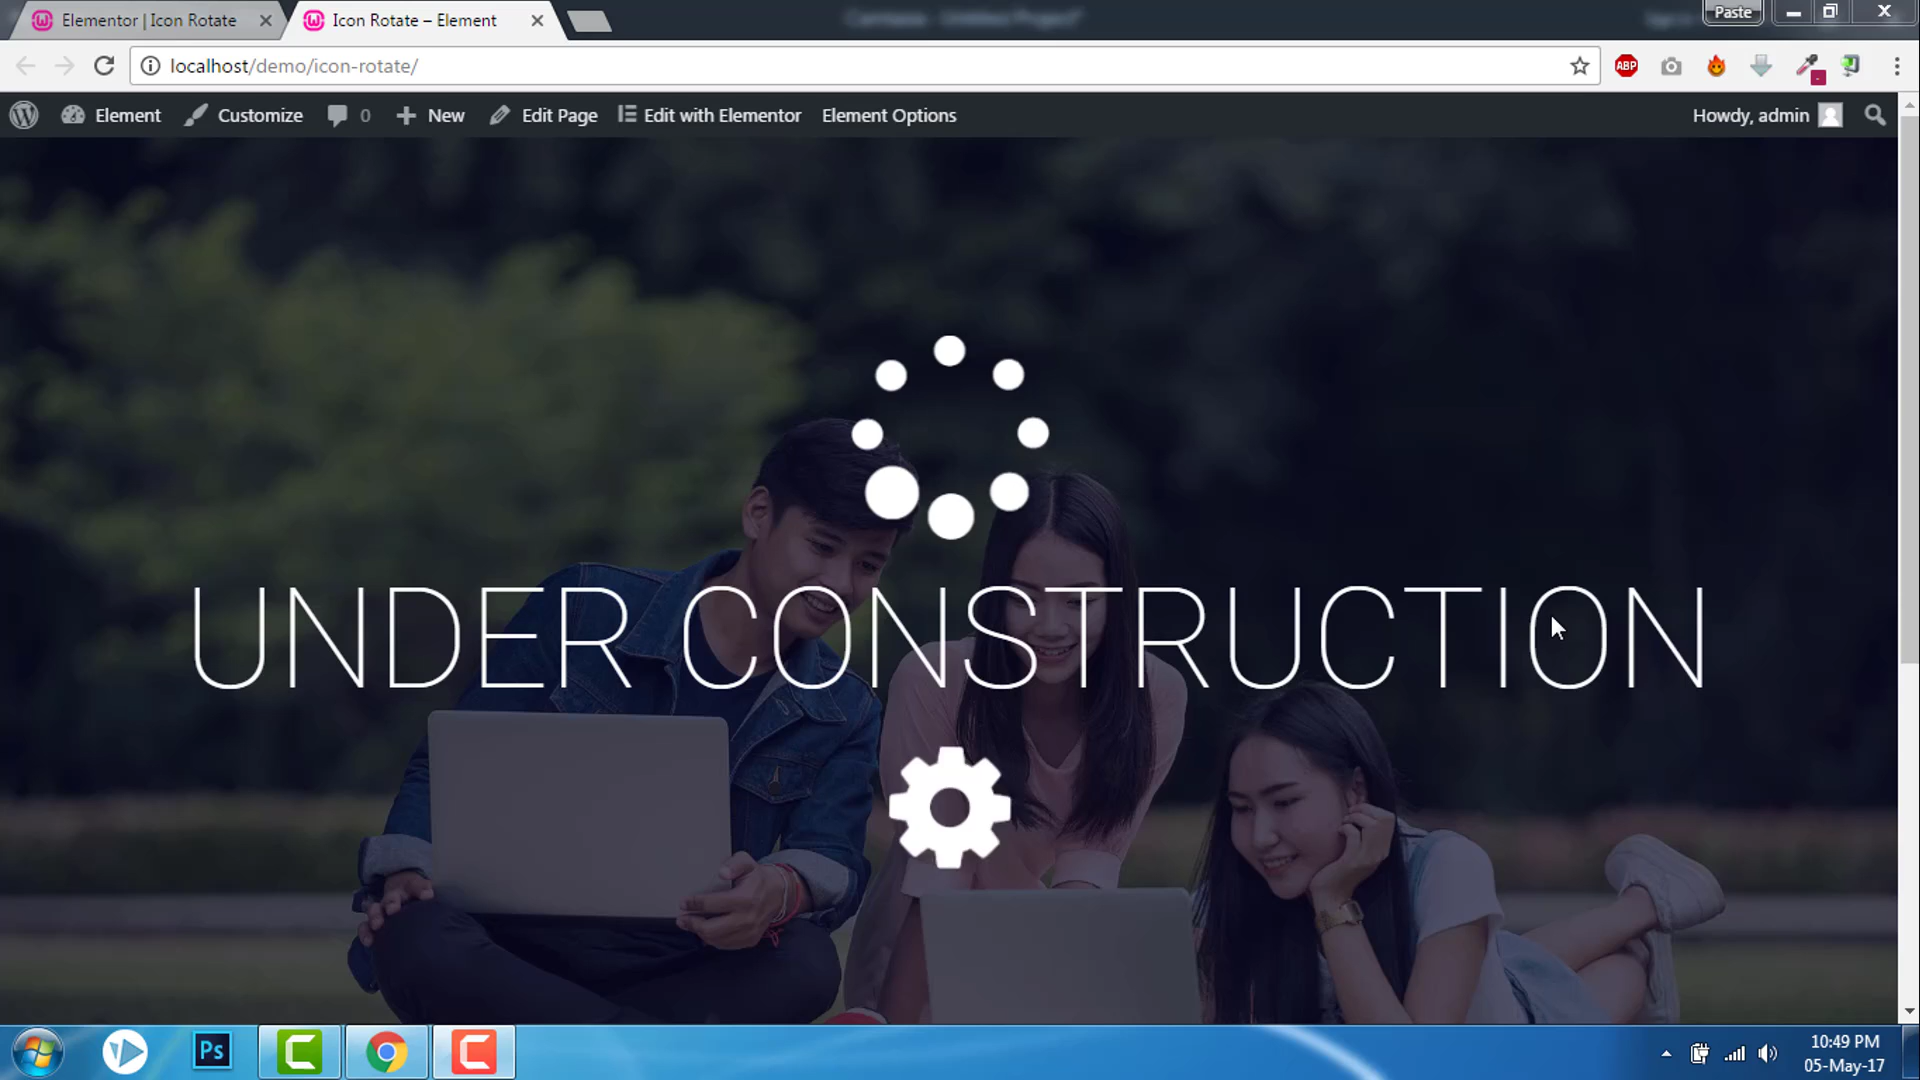 Elementor | Icon Rotate
Icon Rotate – Element
Paste
localhost/demo/icon-rotate/
ABP
Element
Customize
0
New
Edit Page
Edit with Elementor
Element Options
Howdy, admin
UNDER CONSTRUCTION
Ps
10:49 PM
05-May-17